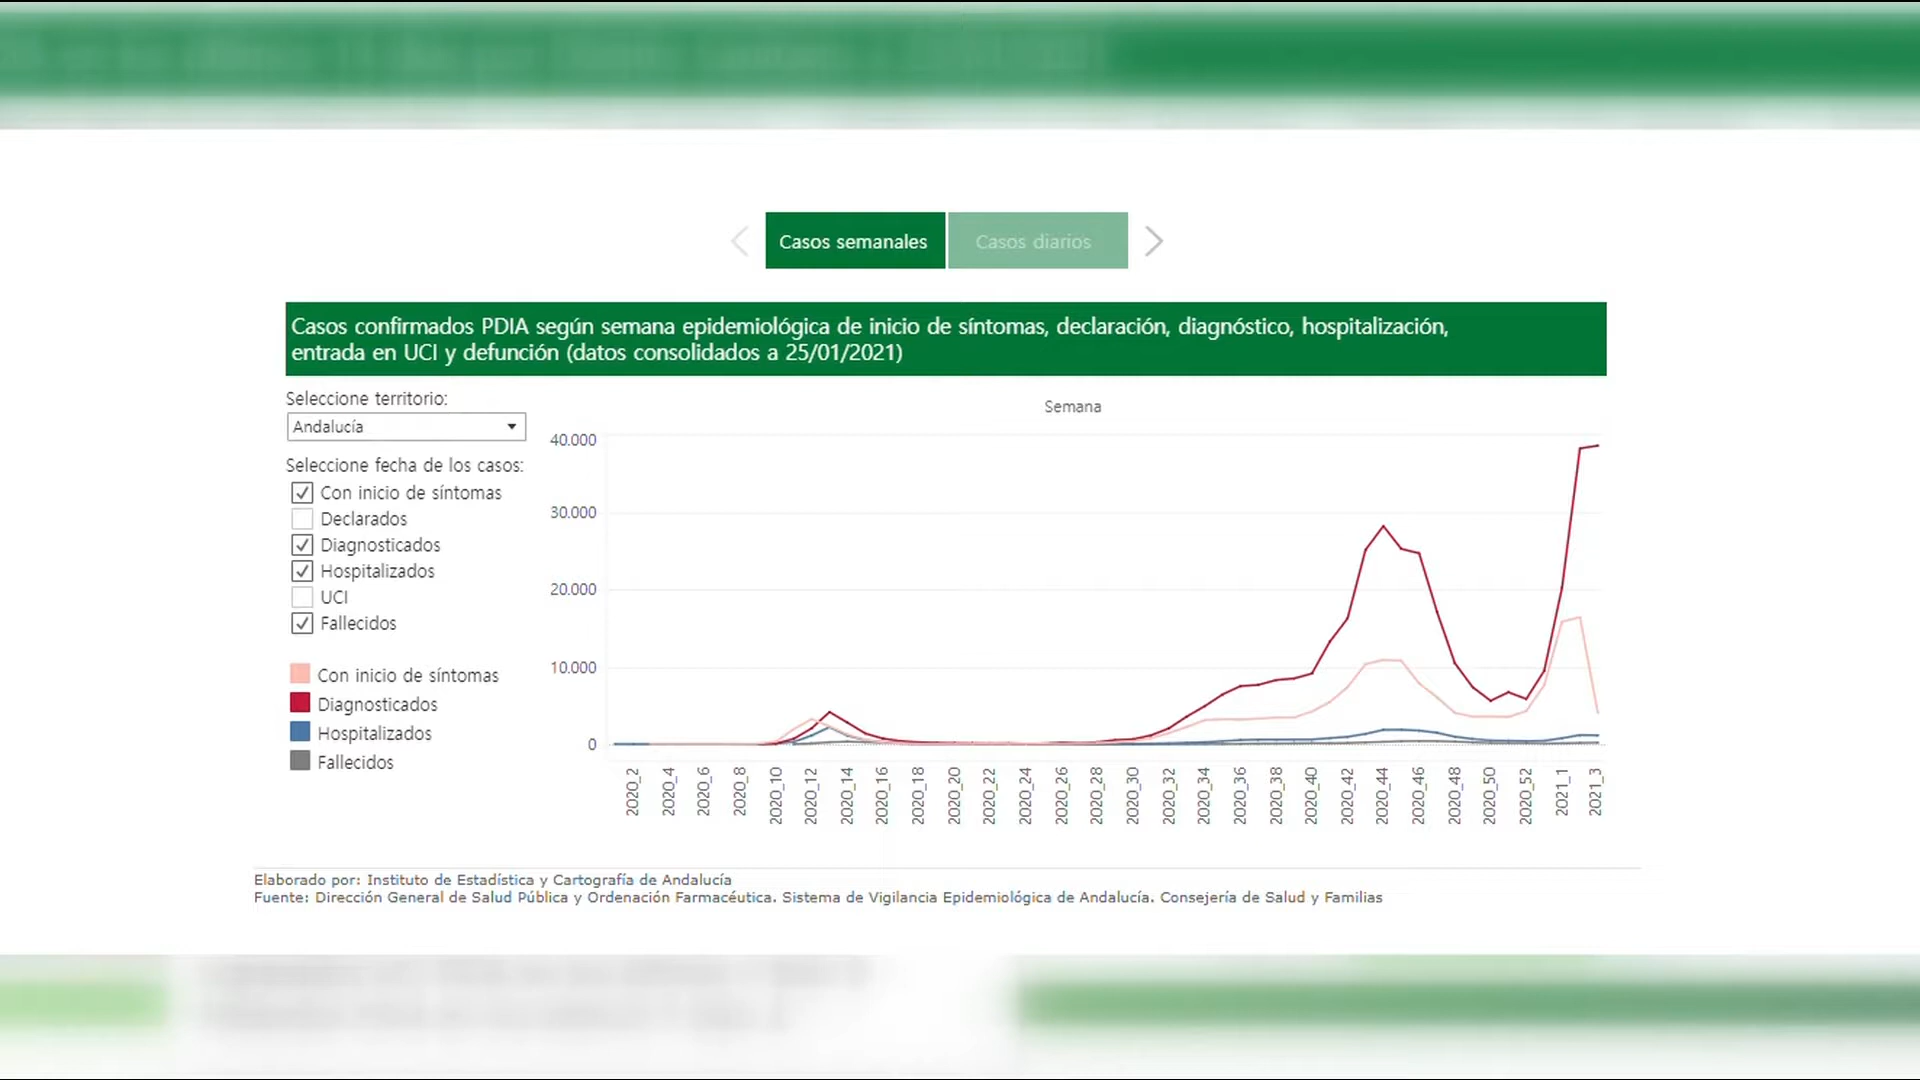 Casos semanales
Casos diarios
Casos confirmados PDIA según semana epidemiológica de inicio de síntomas, declaración, diagnóstico, hospitalización,
entrada en UCI y defunción (datos consolidados a 25/01/2021)
Seleccione territorio:
Andalucía
Seleccione fecha de los casos:
Con inicio de síntomas
Declarados
Diagnosticados
Hospitalizados
UCI
Fallecidos
Con inicio de síntomas
Diagnosticados
Hospitalizados
Fallecidos
Semana
40.000
30.000
20.000
10.000
0
2020_2
2020_4
2020_6
2020_8
2020_10
2020_12
2020_14
2020_16
2020_18
2020_20
2020_22
2020_24
2020_26
2020_28
2020_30
2020_32
2020_34
2020_36
2020_38
2020_40
2020_42
2020_44
2020_46
2020_48
2020_50
2020_52
2021_1
2021_3
Elaborado por: Instituto de Estadística y Cartografía de Andalucía
Fuente: Dirección General de Salud Pública y Ordenación Farmacéutica. Sistema de Vigilancia Epidemiológica de Andalucía. Consejería de Salud y Familias